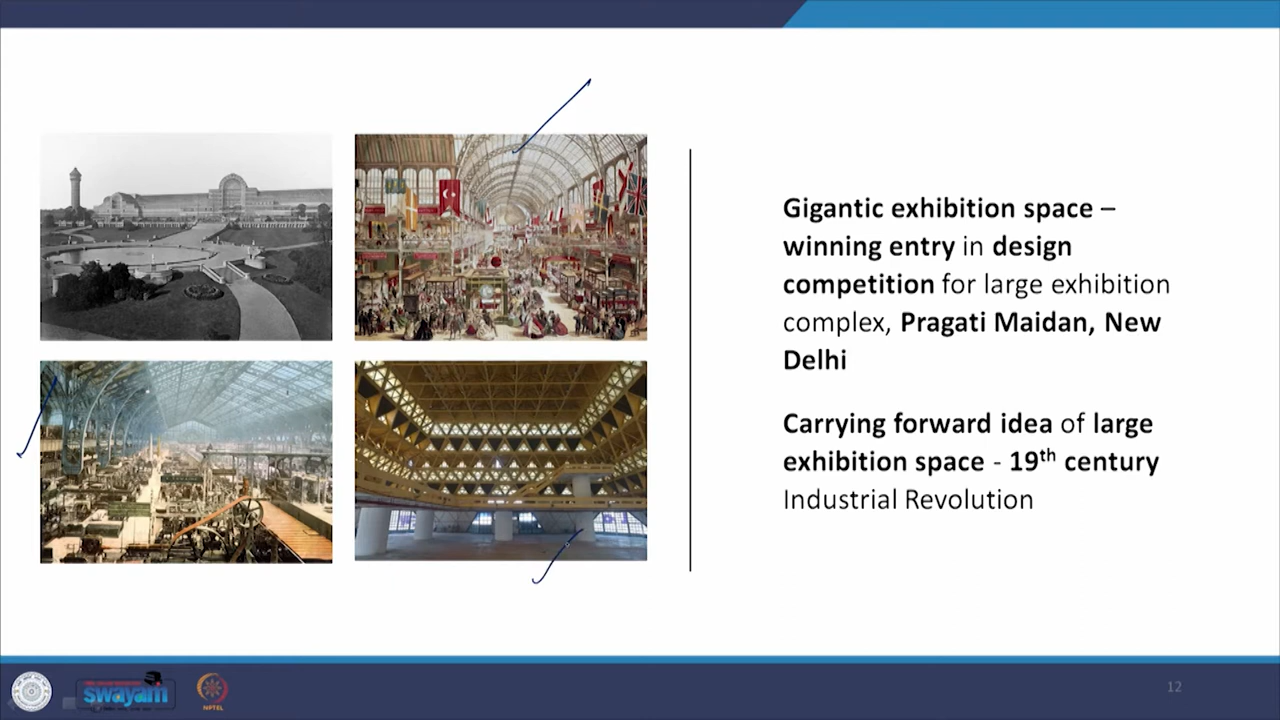 Gigantic exhibition space –
winning entry in design
competition for large exhibition
complex, Pragati Maidan, New
Delhi
Carrying forward idea of large
exhibition space - 19th century
Industrial Revolution
swayam
NPTEL
12